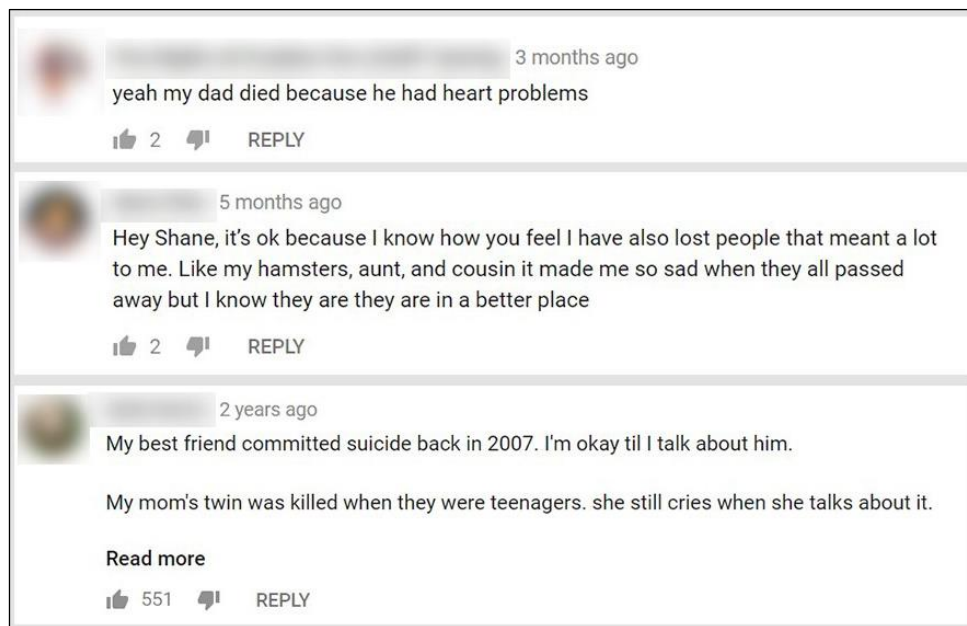 3 months ago
yeah my dad died because he had heart problems
2 REPLY
5 months ago
Hey Shane, it's ok because I know how you feel I have also lost people that meant a lot
to me. Like my hamsters, aunt, and cousin it made me so sad when they all passed
away but I know they are they are in a better place
2 REPLY
2 years ago
My best friend committed suicide back in 2007. I'm okay til I talk about him.
My mom's twin was killed when they were teenagers. she still cries when she talks about it.
Read more
551 REPLY